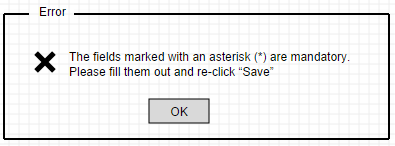 Error
The fields marked with an asterisk (*) are mandatory.
Please fill them out and re-click “Save”
OK